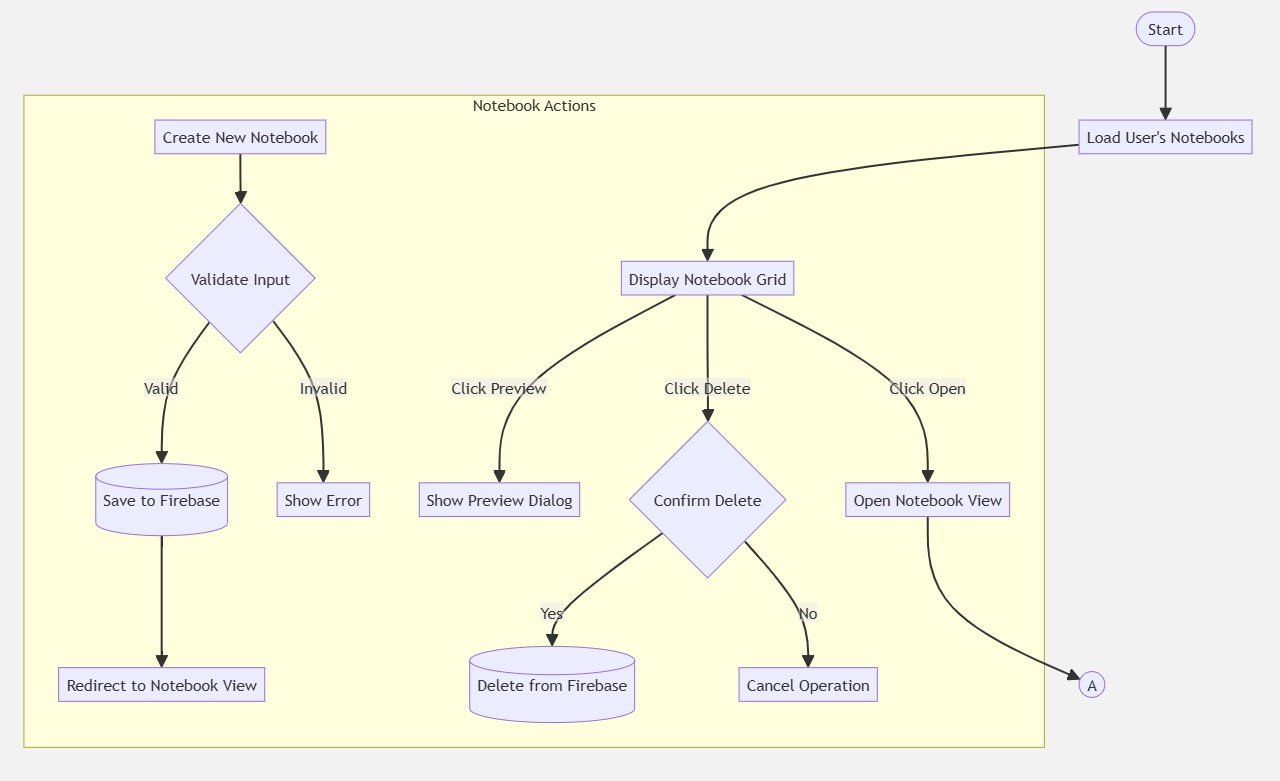 Start
Notebook Actions
Create New Notebook
Load User's Notebooks
Validate Input
Display Notebook Grid
Valid
Invalid
Click Preview
Click Delete
Click Open
Save to Firebase
Show Error
Show Preview Dialog
Confirm Delete
Open Notebook View
Yes
No
Redirect to Notebook View
Delete from Firebase
Cancel Operation
A